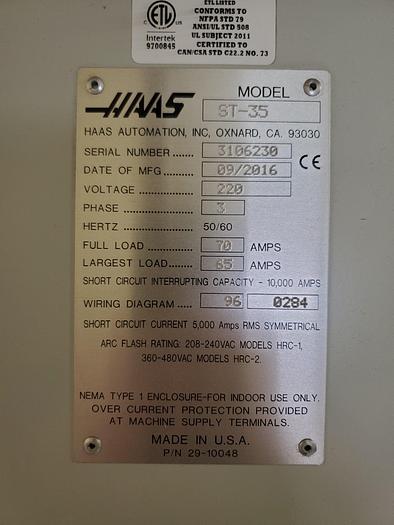 ETL LISTED
CONFORMS TO
NFPA STD 79
ANSI/UL STD 508
UL SUBJECT 2011
CERTIFIED TO
CAN/CSA STD C22.2 NO. 73
ETL
Intertek
9700845
HAAS
MODEL
ST-35
HAAS AUTOMATION, INC, OXNARD, CA. 93030
SERIAL NUMBER ....... 3106230
CE
DATE OF MFG ..... 09/2016
VOLTAGE ................. 220
PHASE ..................... 3
HERTZ ..................... 50/60
FULL LOAD .............. 70 AMPS
LARGEST LOAD ....... 65 AMPS
SHORT CIRCUIT INTERRUPTING CAPACITY - 10,000 AMPS
WIRING DIAGRAM ..... 96 0284
SHORT CIRCUIT CURRENT 5,000 Amps RMS SYMMETRICAL
ARC FLASH RATING: 208-240VAC MODELS HRC-1,
360-480VAC MODELS HRC-2.
NEMA TYPE 1 ENCLOSURE-FOR INDOOR USE ONLY.
OVER CURRENT PROTECTION PROVIDED
AT MACHINE SUPPLY TERMINALS.
MADE IN U.S.A.
P/N 29-10048